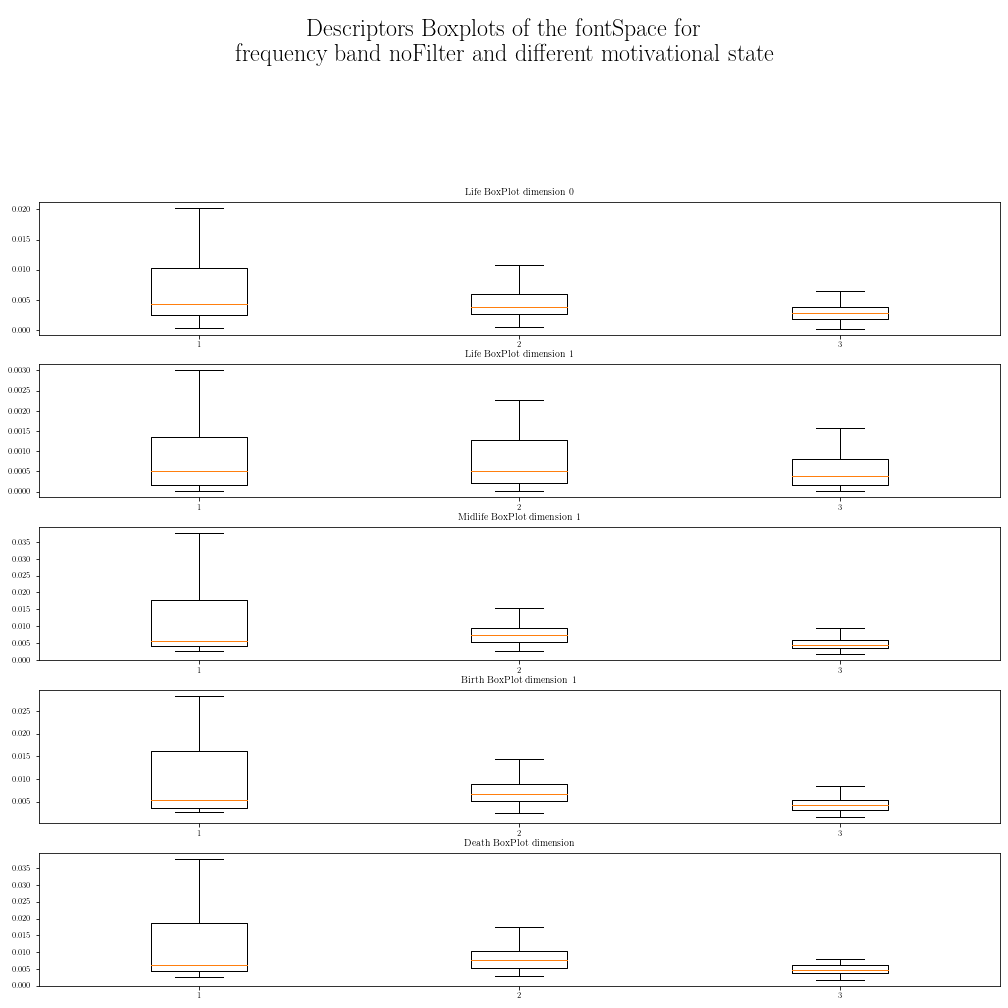 Descriptors Boxplots of the fontSpace for
frequency band noFilter and different motivational state
Life BoxPlot dimension 0
0.020
0.015
0.010
0.005
0.000
1 2 3
Life BoxPlot dimension 1
0.0030
0.0025
0.0020
0.0015
0.0010
0.0005
0.0000
1 2 3
Midlife BoxPlot dimension 1
0.035
0.030
0.025
0.020
0.015
0.010
0.005
0.000
1 2 3
Birth BoxPlot dimension 1
0.025
0.020
0.015
0.010
0.005
1 2 3
Death BoxPlot dimension
0.035
0.030
0.025
0.020
0.015
0.010
0.005
0.000
1 2 3